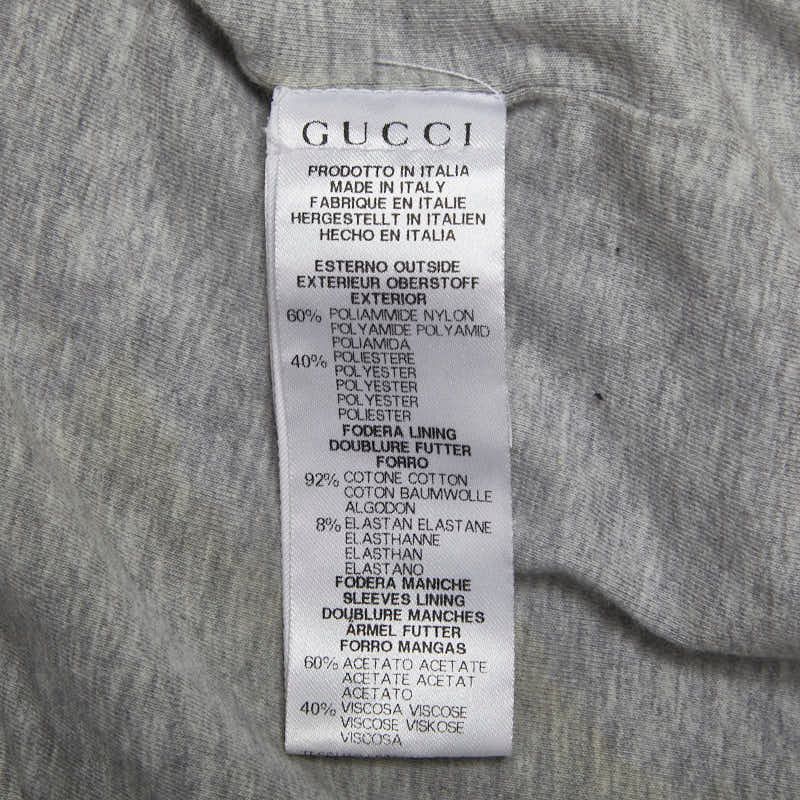 GUCCI
PRODOTTO IN ITALIA
MADE IN ITALY
FABRIQUE EN ITALIE
HERGESTELLT IN ITALIEN
HECHO EN ITALIA
ESTERNO OUTSIDE
EXTERIEUR OBERSTOFF
EXTERIOR
60% POLIAMMIDE NYLON
POLYAMIDE POLYAMID
POLIAMIDA
40% POLIESTERE
POLYESTER
POLYESTER
POLYESTER
POLIESTER
FODERA LINING
DOUBLURE FUTTER
FORRO
92% COTONE COTTON
COTON BAUMWOLLE
ALGODON
8% ELASTAN ELASTANE
ELASTHANNE
ELASTHAN
ELASTANO
FODERA MANICHE
SLEEVES LINING
DOUBLURE MANCHES
ÄRMEL FUTTER
FORRO MANGAS
60% ACETATO ACETATE
ACETATE ACETAT
ACETATO
40% VISCOSA VISCOSE
VISCOSE VISKOSE
VISCOSA